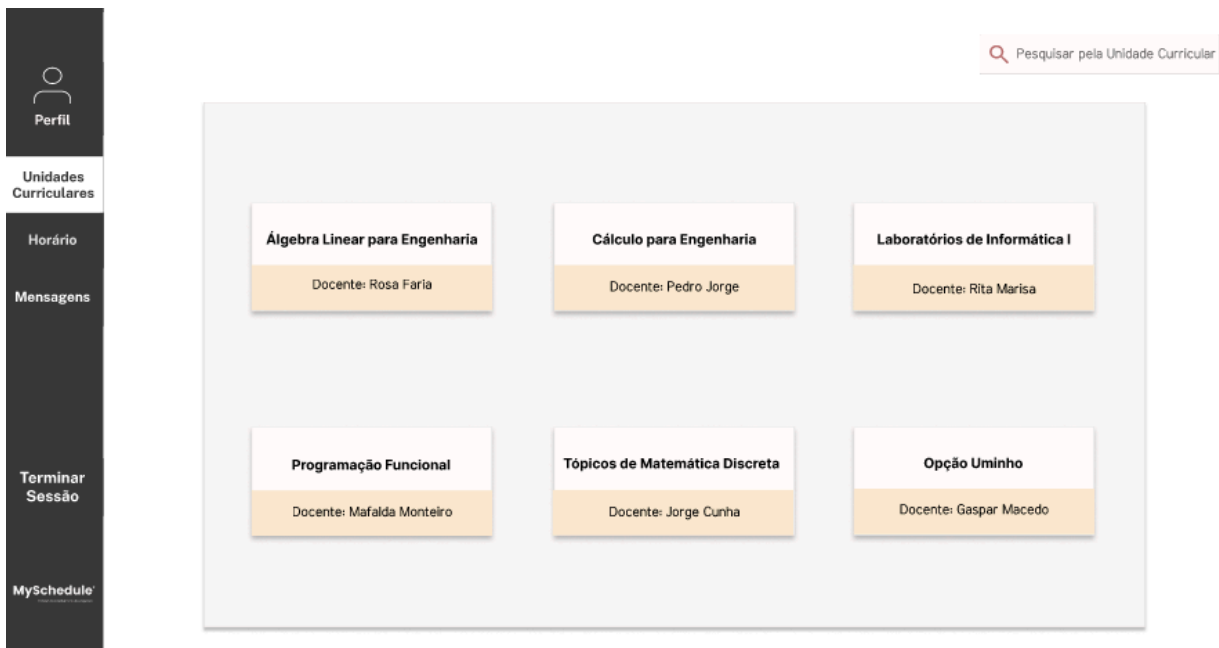 Perfil
Unidades
Curriculares
Horário
Mensagens
Terminar
Sessão
MySchedule
Pesquisar pela Unidade Curricular
Álgebra Linear para Engenharia
Docente: Rosa Faria
Cálculo para Engenharia
Docente: Pedro Jorge
Laboratórios de Informática I
Docente: Rita Marisa
Programação Funcional
Docente: Mafalda Monteiro
Tópicos de Matemática Discreta
Docente: Jorge Cunha
Opção Uminho
Docente: Gaspar Macedo